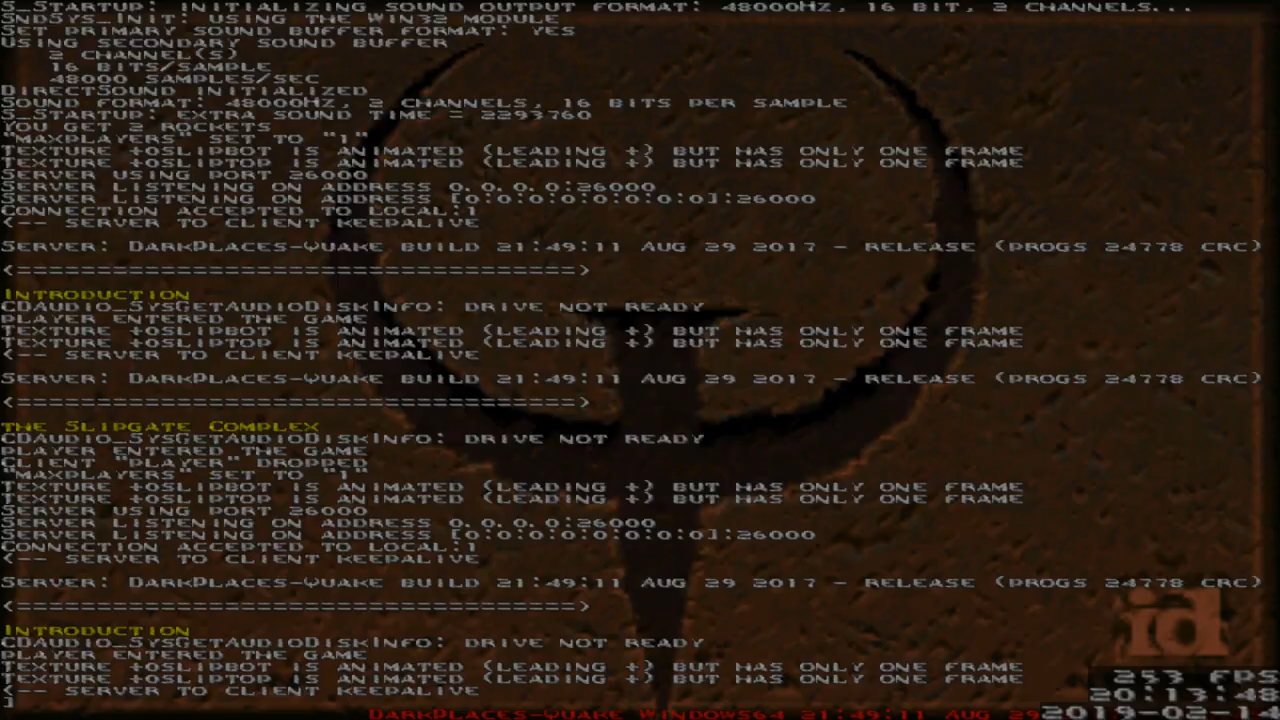 S_Startup: initializing sound output format: 48000Hz, 16 bit, 2 channels...
SndSys_Init: using the Win32 module
Set primary sound buffer format: yes
Using secondary sound buffer
2 channel(s)
16 bits/sample
48000 samples/sec
DirectSound initialized
Sound format: 48000Hz, 2 channels, 16 bits per sample
S_Startup: extra sound time = 2293760
You get 2 rockets
"maxplayers" set to "1"
Texture +0slipbot is animated (leading +) but has only one frame
Texture +0sliptop is animated (leading +) but has only one frame
Server using port 26000
Server listening on address 0.0.0.0:26000
Server listening on address [0:0:0:0:0:0:0:0]:26000
Connection accepted to local:1
<-- server to client keepalive
Server: DarkPlaces-Quake build 21:49:11 Aug 29 2017 - release (progs 24778 CRC)
<===================================>
Introduction
CDAudio_SysGetAudioDiskInfo: drive not ready
player entered the game
Texture +0sliptop is animated (leading +) but has only one frame
Texture +0slipbot is animated (leading +) but has only one frame
<-- server to client keepalive
Server: DarkPlaces-Quake build 21:49:11 Aug 29 2017 - release (progs 24778 CRC)
<===================================>
the Slipgate Complex
CDAudio_SysGetAudioDiskInfo: drive not ready
player entered the game
Client "player" dropped
"maxplayers" set to "1"
Texture +0slipbot is animated (leading +) but has only one frame
Texture +0sliptop is animated (leading +) but has only one frame
Server using port 26000
Server listening on address 0.0.0.0:26000
Server listening on address [0:0:0:0:0:0:0:0]:26000
Connection accepted to local:1
<-- server to client keepalive
Server: DarkPlaces-Quake build 21:49:11 Aug 29 2017 - release (progs 24778 CRC)
<===================================>
Introduction
CDAudio_SysGetAudioDiskInfo: drive not ready
player entered the game
Texture +0sliptop is animated (leading +) but has only one frame
Texture +0slipbot is animated (leading +) but has only one frame
<-- server to client keepalive
]
id
253 fps
20:13:48
DarkPlaces-Quake Windows64 21:49:11 Aug 29
2019-02-14